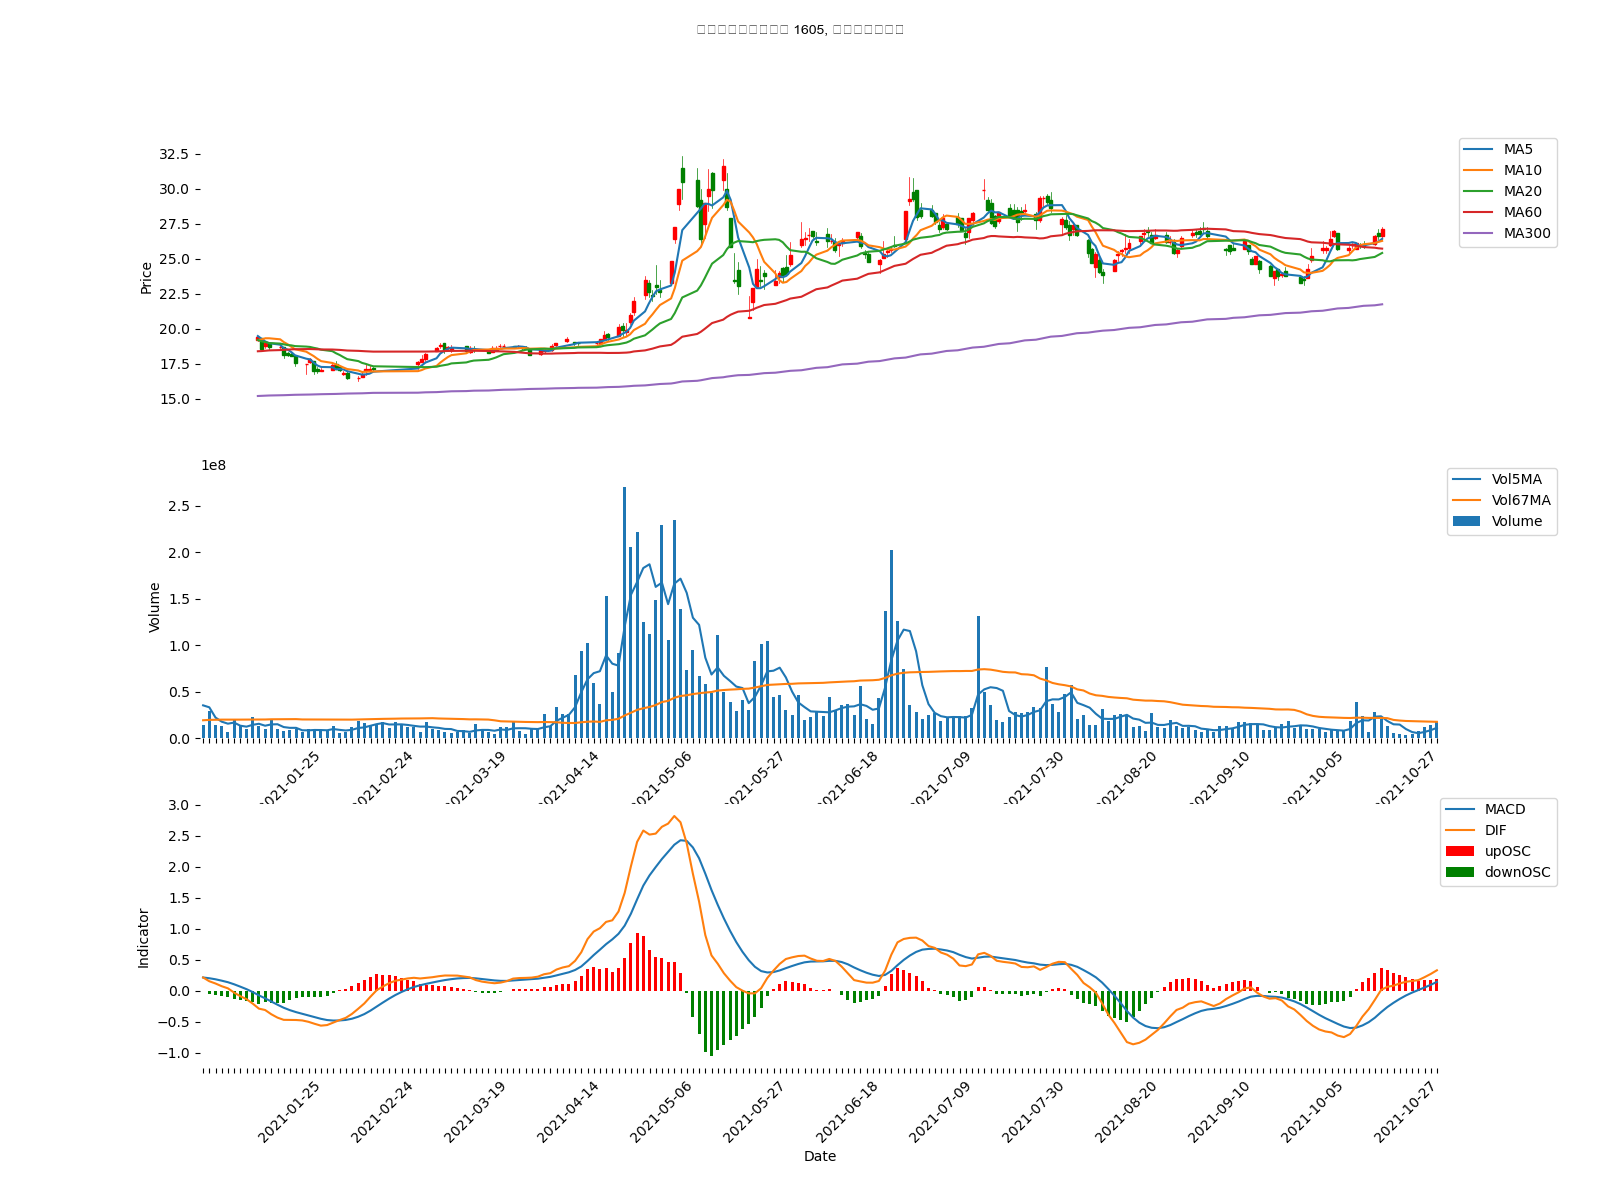 1605,
32.5
30.0
27.5
25.0
22.5
20.0
17.5
15.0
Price
MA5
MA10
MA20
MA60
MA300
1e8
2.5
2.0
1.5
1.0
0.5
0.0
Volume
Vol5MA
Vol67MA
Volume
2021-01-25
2021-02-24
2021-03-19
2021-04-14
2021-05-06
2021-05-27
2021-06-18
2021-07-09
2021-07-30
2021-08-20
2021-09-10
2021-10-05
2021-10-27
3.0
2.5
2.0
1.5
1.0
0.5
0.0
−0.5
−1.0
Indicator
MACD
DIF
upOSC
downOSC
2021-01-25
2021-02-24
2021-03-19
2021-04-14
2021-05-06
2021-05-27
2021-06-18
2021-07-09
2021-07-30
2021-08-20
2021-09-10
2021-10-05
2021-10-27
Date